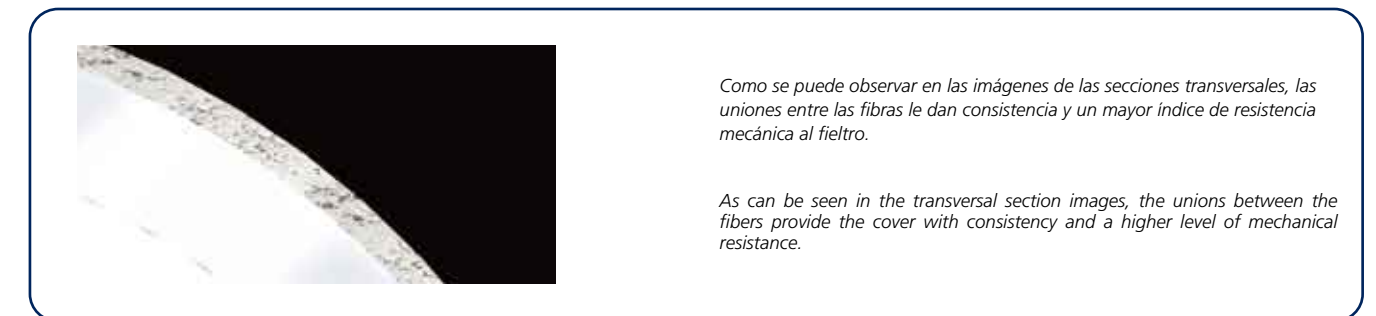 Como se puede observar en las imágenes de las secciones transversales, las
uniones entre las fibras le dan consistencia y un mayor índice de resistencia
mecánica al fieltro.
As can be seen in the transversal section images, the unions between the
fibers provide the cover with consistency and a higher level of mechanical
resistance.